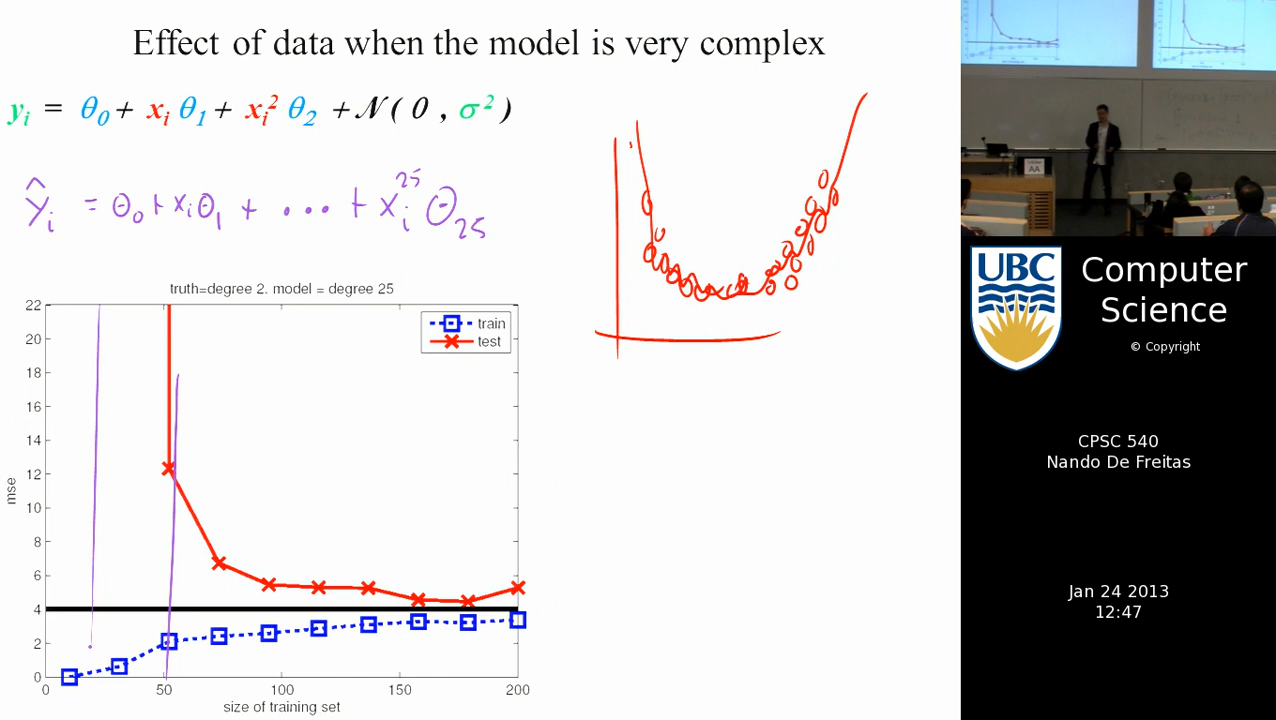 Effect of data when the model is very complex
yᵢ = θ₀ + xᵢ θ₁ + xᵢ² θ₂ + 𝒩 ( 0 , σ² )
ŷᵢ = θ₀ + xᵢθ₁ + ... + xᵢ²⁵ θ₂₅
truth=degree 2. model = degree 25
train
test
mse
22
20
18
16
14
12
10
8
6
4
2
0
0 50 100 150 200
size of training set
UBC
Computer
Science
© Copyright
CPSC 540
Nando De Freitas
Jan 24 2013
12:47